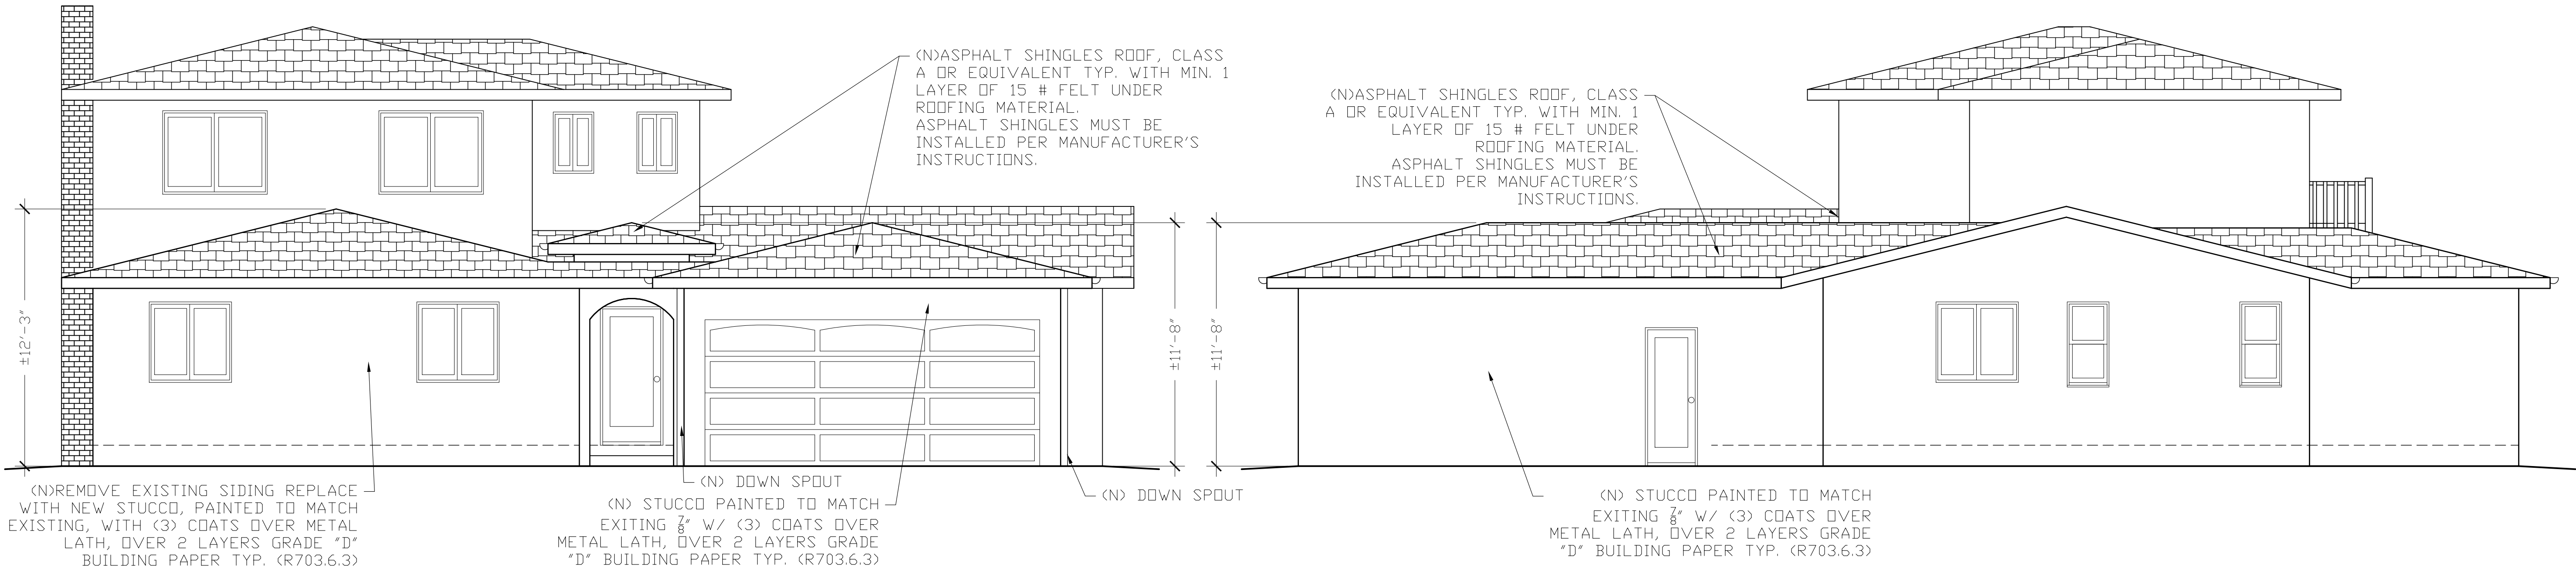 (N)ASPHALT SHINGLES ROOF, CLASS
A OR EQUIVALENT TYP. WITH MIN. 1
LAYER OF 15 # FELT UNDER
ROOFING MATERIAL.
ASPHALT SHINGLES MUST BE
INSTALLED PER MANUFACTURER'S
INSTRUCTIONS.
(N)ASPHALT SHINGLES ROOF, CLASS
A OR EQUIVALENT TYP. WITH MIN. 1
LAYER OF 15 # FELT UNDER
ROOFING MATERIAL.
ASPHALT SHINGLES MUST BE
INSTALLED PER MANUFACTURER'S
INSTRUCTIONS.
±12'-3"
±11'-8"
±11'-8"
(N)REMOVE EXISTING SIDING REPLACE
WITH NEW STUCCO, PAINTED TO MATCH
EXISTING, WITH (3) COATS OVER METAL
LATH, OVER 2 LAYERS GRADE "D"
BUILDING PAPER TYP. (R703.6.3)
(N) DOWN SPOUT
(N) STUCCO PAINTED TO MATCH
EXITING 7/8" W/ (3) COATS OVER
METAL LATH, OVER 2 LAYERS GRADE
"D" BUILDING PAPER TYP. (R703.6.3)
(N) DOWN SPOUT
(N) STUCCO PAINTED TO MATCH
EXITING 7/8" W/ (3) COATS OVER
METAL LATH, OVER 2 LAYERS GRADE
"D" BUILDING PAPER TYP. (R703.6.3)